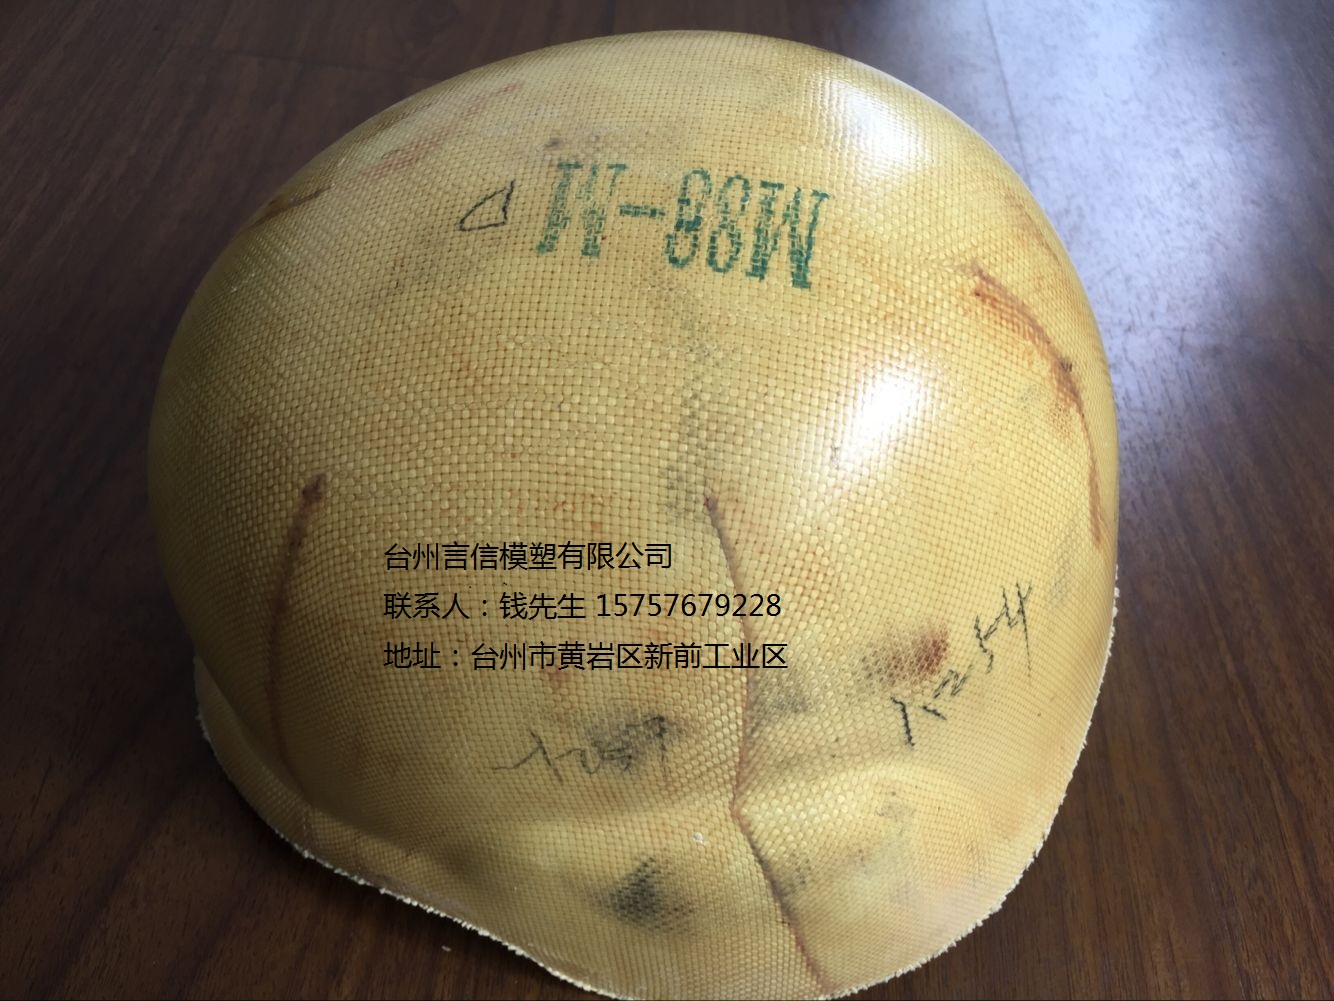 M88-M
台州言信模塑有限公司
联系人：钱先生 15757679228
地址：台州市黄岩区新前工业区